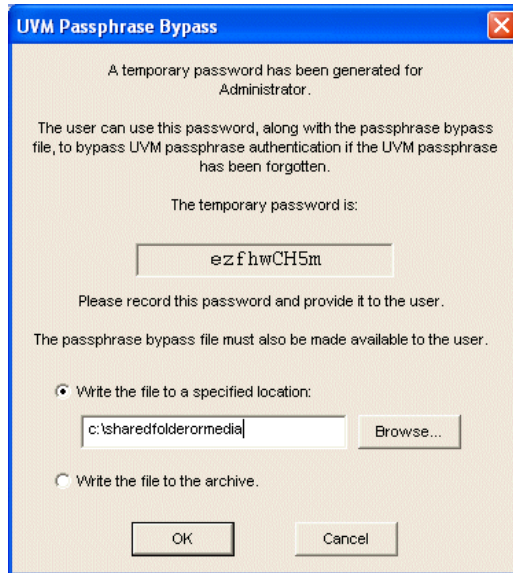 UVM Passphrase Bypass
A temporary password has been generated for
Administrator.
The user can use this password, along with the passphrase bypass
file, to bypass UVM passphrase authentication if the UVM passphrase
has been forgotten.
The temporary password is:
ezfhwCH5m
Please record this password and provide it to the user.
The passphrase bypass file must also be made available to the user.
Write the file to a specified location:
c:\sharedfolderormedia
Browse...
Write the file to the archive.
OK
Cancel